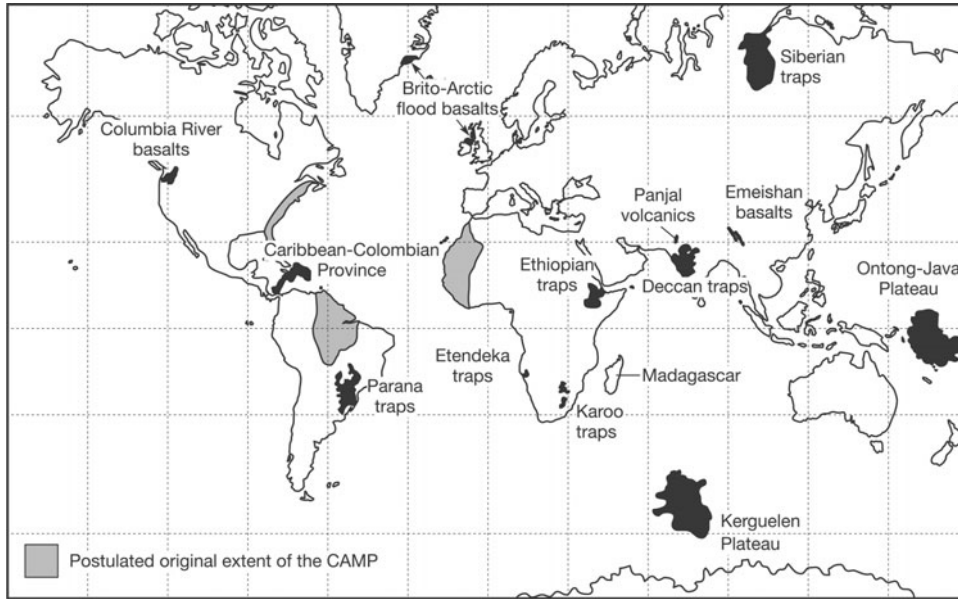 Siberian
traps
Brito-Arctic
flood basalts
Columbia River
basalts
Panjal
volcanics
Emeishan
basalts
Caribbean-Colombian
Province
Ethiopian
traps
Deccan traps
Ontong-Java
Plateau
Etendeka
traps
Madagascar
Parana
traps
Karoo
traps
Kerguelen
Plateau
Postulated original extent of the CAMP